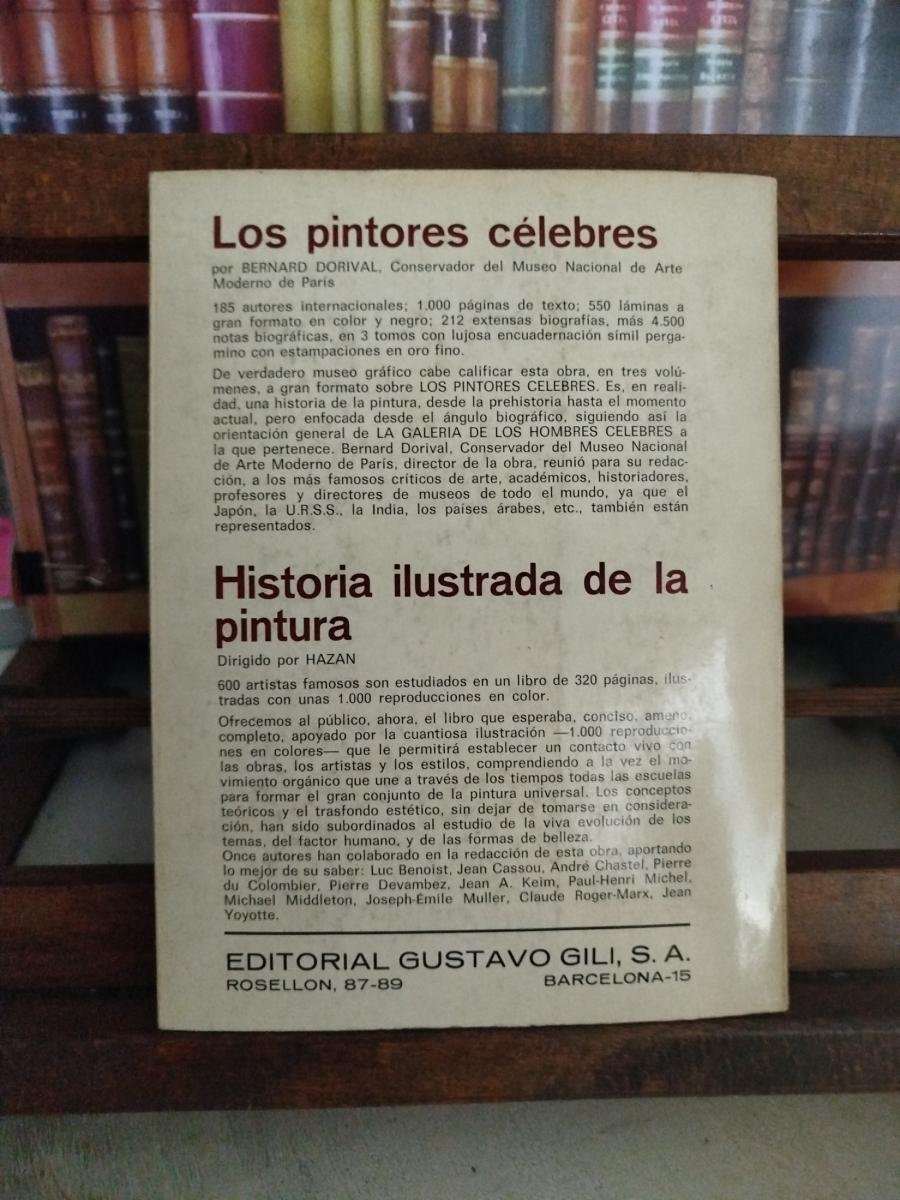 Los pintores célebres
por BERNARD DORIVAL, Conservador del Museo Nacional de Arte
Moderno de París
185 autores internacionales; 1.000 páginas de texto; 550 láminas a
gran formato en color y negro; 212 extensas biografías, más 4.500
notas biográficas, en 3 tomos con lujosa encuadernación símil perga-
mino con estampaciones en oro fino.
De verdadero museo gráfico cabe calificar esta obra, en tres volú-
menes, a gran formato sobre LOS PINTORES CELEBRES. Es, en reali-
dad, una historia de la pintura, desde la prehistoria hasta el momento
actual, pero enfocada desde el ángulo biográfico, siguiendo así la
orientación general de LA GALERIA DE LOS HOMBRES CELEBRES a
la que pertenece. Bernard Dorival, Conservador del Museo Nacional
de Arte Moderno de París, director de la obra, reunió para su redac-
ción, a los más famosos críticos de arte, académicos, historiadores,
profesores y directores de museos de todo el mundo, ya que el
Japón, la U.R.S.S., la India, los países árabes, etc., también están
representados.
Historia ilustrada de la
pintura
Dirigido por HAZAN
600 artistas famosos son estudiados en un libro de 320 páginas, ilus-
tradas con unas 1.000 reproducciones en color.
Ofrecemos al público, ahora, el libro que esperaba, conciso, ameno,
completo, apoyado por la cuantiosa ilustración —1.000 reproduccio-
nes en colores— que le permitirá establecer un contacto vivo con
las obras, los artistas y los estilos, comprendiendo a la vez el mo-
vimiento orgánico que une a través de los tiempos todas las escuelas
para formar el gran conjunto de la pintura universal. Los conceptos
teóricos y el trasfondo estético, sin dejar de tomarse en considera-
ción, han sido subordinados al estudio de la viva evolución de los
temas, del factor humano, y de las formas de belleza.
Once autores han colaborado en la redacción de esta obra, aportando
lo mejor de su saber: Luc Benoist, Jean Cassou, André Chastel, Pierre
du Colombier, Pierre Devambez, Jean A. Keim, Paul-Henri Michel,
Michael Middleton, Joseph-Émile Muller, Claude Roger-Marx, Jean
Yoyotte.
EDITORIAL GUSTAVO GILI, S. A.
ROSELLON, 87-89 BARCELONA-15